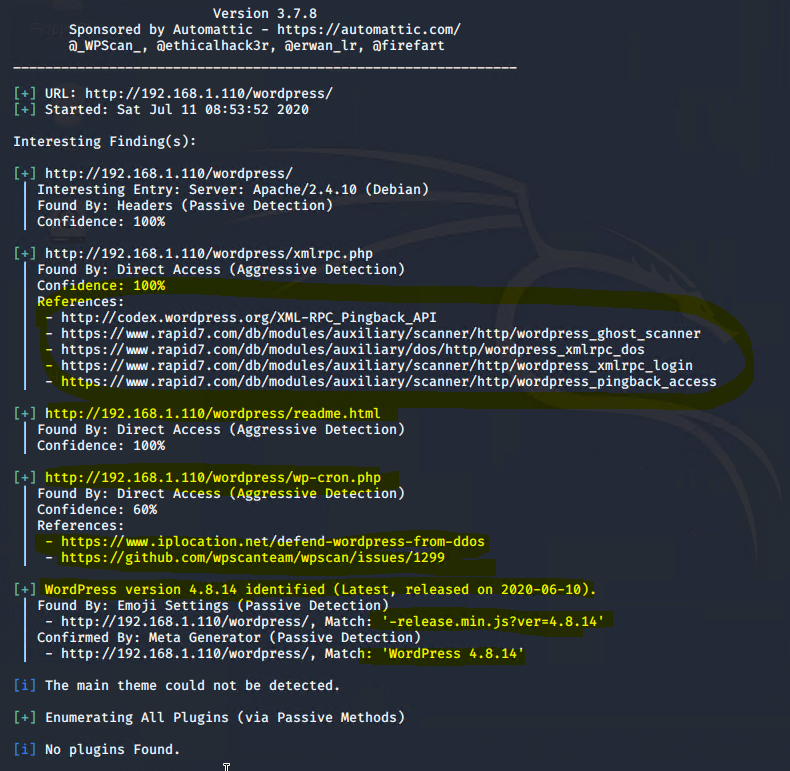 Version 3.7.8
Sponsored by Automattic - https://automattic.com/
@_WPScan_, @ethicalhack3r, @erwan_lr, @firefart
_______________________________________________________________
[+] URL: http://192.168.1.110/wordpress/
[+] Started: Sat Jul 11 08:53:52 2020
Interesting Finding(s):
[+] http://192.168.1.110/wordpress/
| Interesting Entry: Server: Apache/2.4.10 (Debian)
| Found By: Headers (Passive Detection)
| Confidence: 100%
[+] http://192.168.1.110/wordpress/xmlrpc.php
| Found By: Direct Access (Aggressive Detection)
| Confidence: 100%
| References:
|  - http://codex.wordpress.org/XML-RPC_Pingback_API
|  - https://www.rapid7.com/db/modules/auxiliary/scanner/http/wordpress_ghost_scanner
|  - https://www.rapid7.com/db/modules/auxiliary/dos/http/wordpress_xmlrpc_dos
|  - https://www.rapid7.com/db/modules/auxiliary/scanner/http/wordpress_xmlrpc_login
|  - https://www.rapid7.com/db/modules/auxiliary/scanner/http/wordpress_pingback_access
[+] http://192.168.1.110/wordpress/readme.html
| Found By: Direct Access (Aggressive Detection)
| Confidence: 100%
[+] http://192.168.1.110/wordpress/wp-cron.php
| Found By: Direct Access (Aggressive Detection)
| Confidence: 60%
| References:
|  - https://www.iplocation.net/defend-wordpress-from-ddos
|  - https://github.com/wpscanteam/wpscan/issues/1299
[+] WordPress version 4.8.14 identified (Latest, released on 2020-06-10).
| Found By: Emoji Settings (Passive Detection)
|  - http://192.168.1.110/wordpress/, Match: '-release.min.js?ver=4.8.14'
| Confirmed By: Meta Generator (Passive Detection)
|  - http://192.168.1.110/wordpress/, Match: 'WordPress 4.8.14'
[i] The main theme could not be detected.
[+] Enumerating All Plugins (via Passive Methods)
[i] No plugins Found.